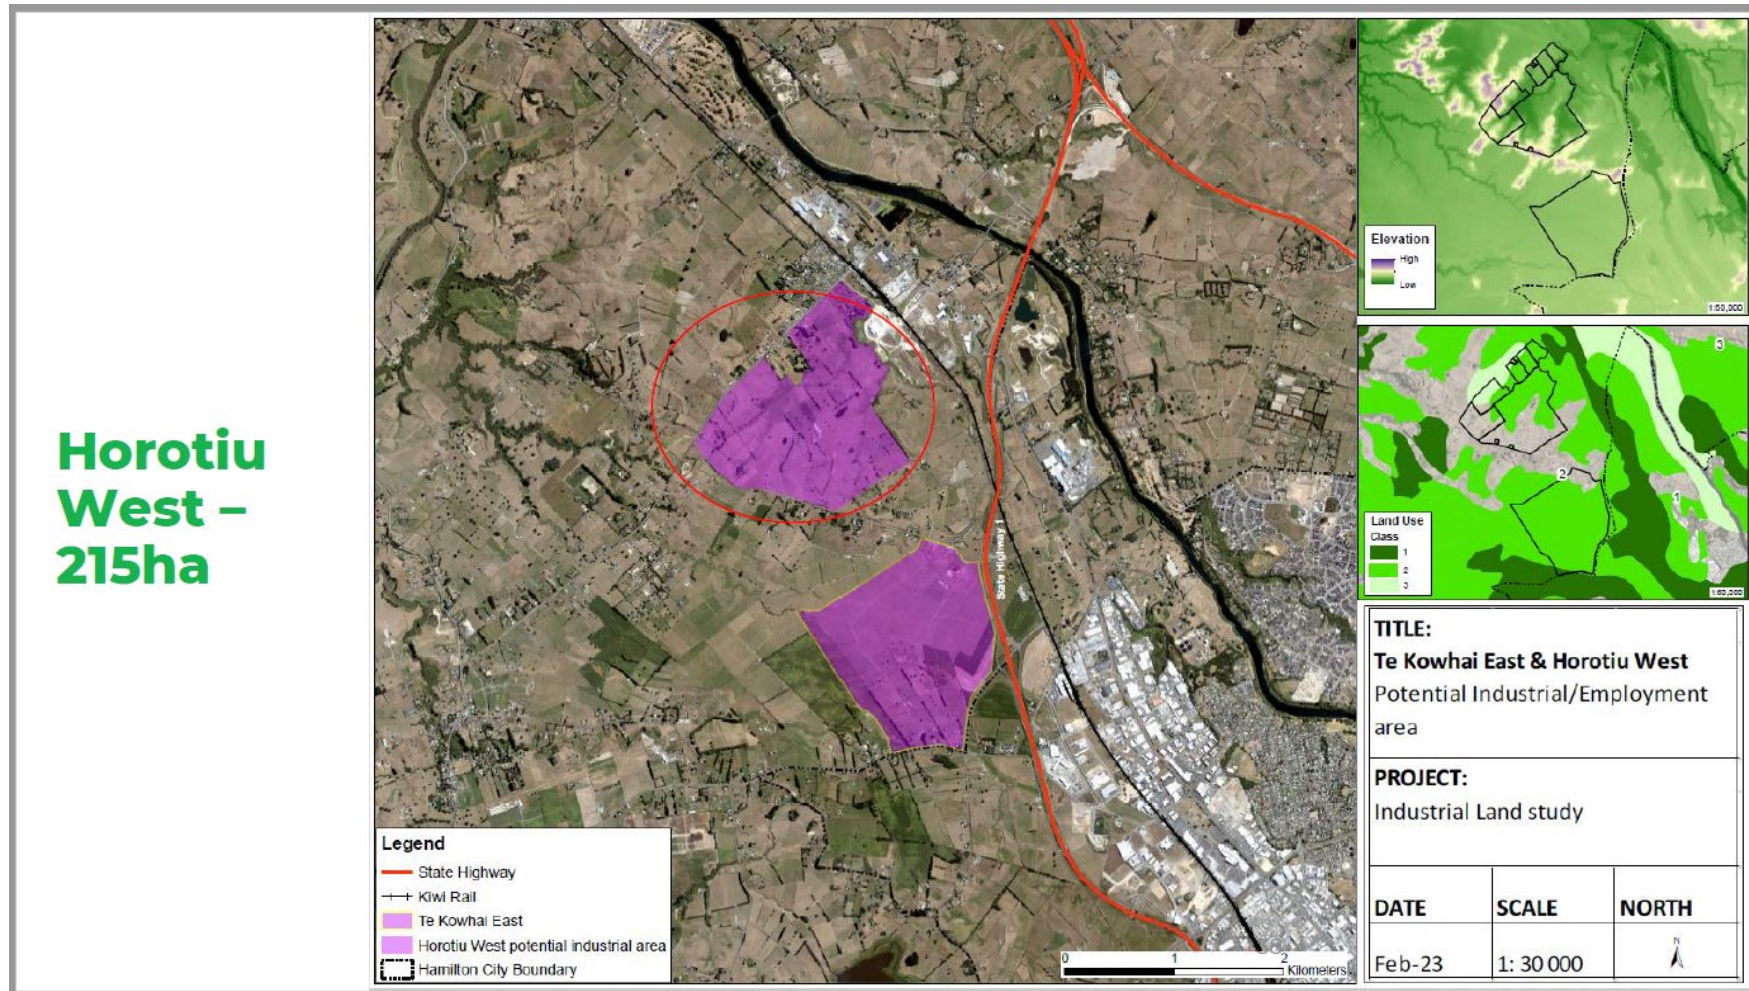 Horotiu
West –
215ha
State Highway 1
Legend
State Highway
Kiwi Rail
Te Kowhai East
Horotiu West potential industrial area
Hamilton City Boundary
0 1 2
Kilometers
Elevation
High
Low
1:50,000
3
2
1
Land Use
Class
1
2
3
1:60,000
TITLE:
Te Kowhai East & Horotiu West
Potential Industrial/Employment
area
PROJECT:
Industrial Land study
DATE SCALE NORTH
N
Feb-23 1: 30 000